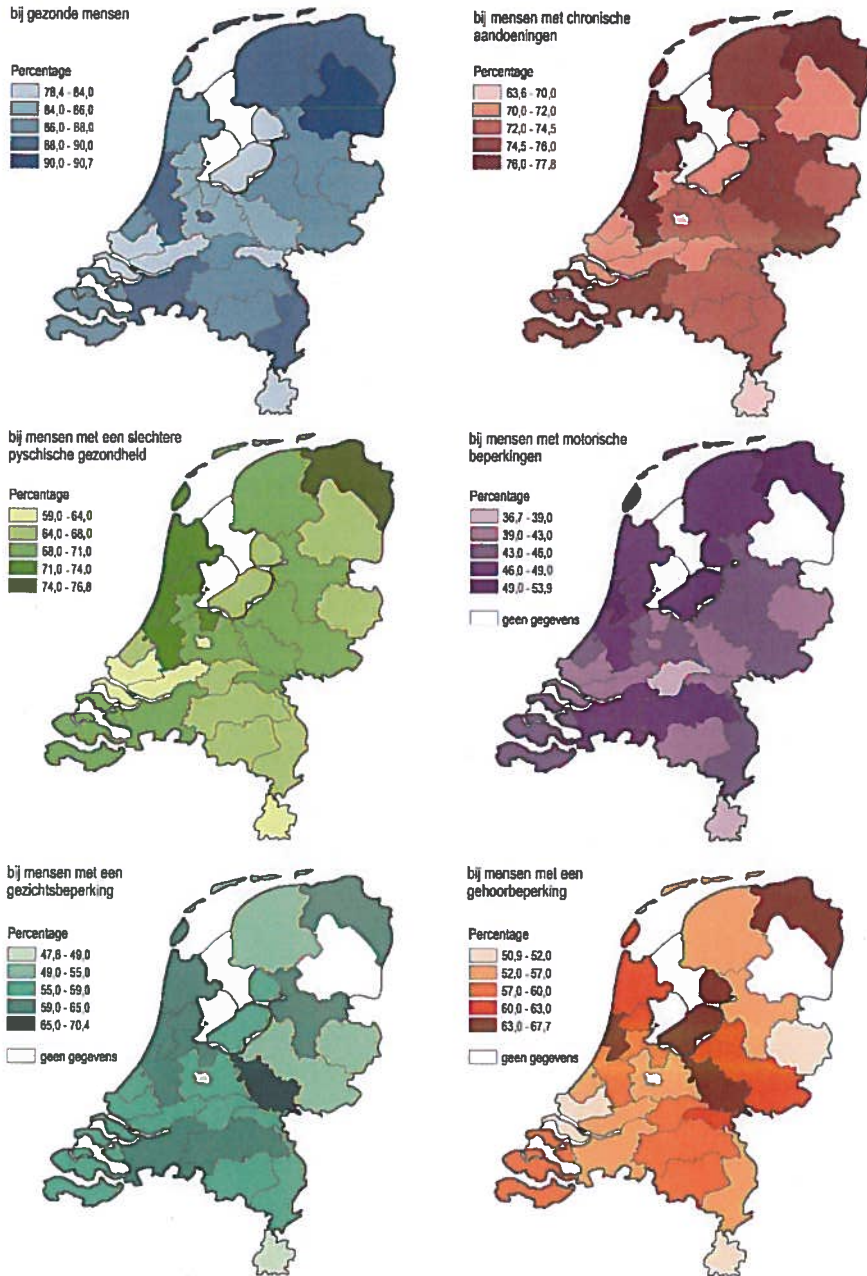 bij gezonde mensen
Percentage
78,4 - 84,0
84,0 - 86,0
86,0 - 88,0
88,0 - 90,0
90,0 - 90,7
bij mensen met chronische
aandoeningen
Percentage
63,6 - 70,0
70,0 - 72,0
72,0 - 74,5
74,5 - 76,0
76,0 - 77,8
bij mensen met een slechtere
pyschische gezondheid
Percentage
59,0 - 64,0
64,0 - 68,0
68,0 - 71,0
71,0 - 74,0
74,0 - 76,8
bij mensen met motorische
beperkingen
Percentage
36,7 - 39,0
39,0 - 43,0
43,0 - 46,0
46,0 - 49,0
49,0 - 53,9
geen gegevens
bij mensen met een
gezichtsbeperking
Percentage
47,8 - 49,0
49,0 - 55,0
55,0 - 59,0
59,0 - 65,0
65,0 - 70,4
geen gegevens
bij mensen met een
gehoorbeperking
Percentage
50,9 - 52,0
52,0 - 57,0
57,0 - 60,0
60,0 - 63,0
63,0 - 67,7
geen gegevens